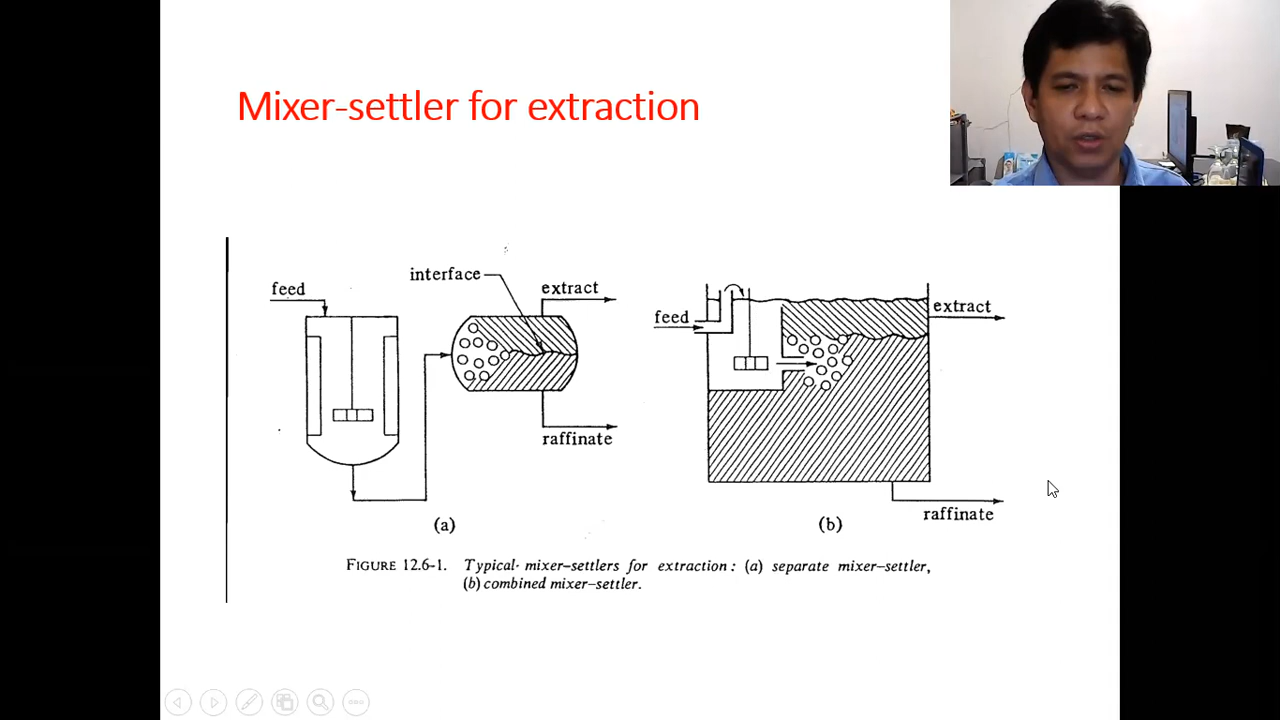 Mixer-settler for extraction
interface
feed
extract
raffinate
(a)
feed
extract
raffinate
(b)
FIGURE 12.6-1. Typical mixer-settlers for extraction: (a) separate mixer-settler,
(b) combined mixer-settler.